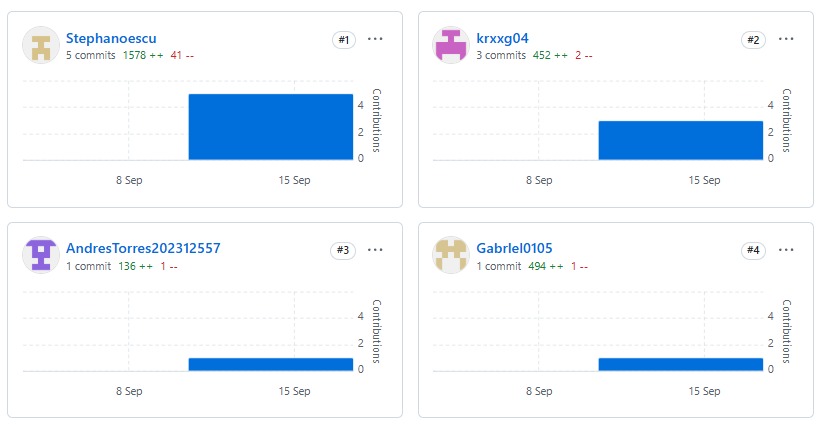 Stephanoescu
#1
5 commits 1578 ++ 41 --
Contributions
4
2
0
8 Sep 15 Sep
krxxg04
#2
3 commits 452 ++ 2 --
Contributions
4
2
0
8 Sep 15 Sep
AndresTorres202312557
#3
1 commit 136 ++ 1 --
Contributions
4
2
0
8 Sep 15 Sep
Gabrlel0105
#4
1 commit 494 ++ 1 --
Contributions
4
2
0
8 Sep 15 Sep